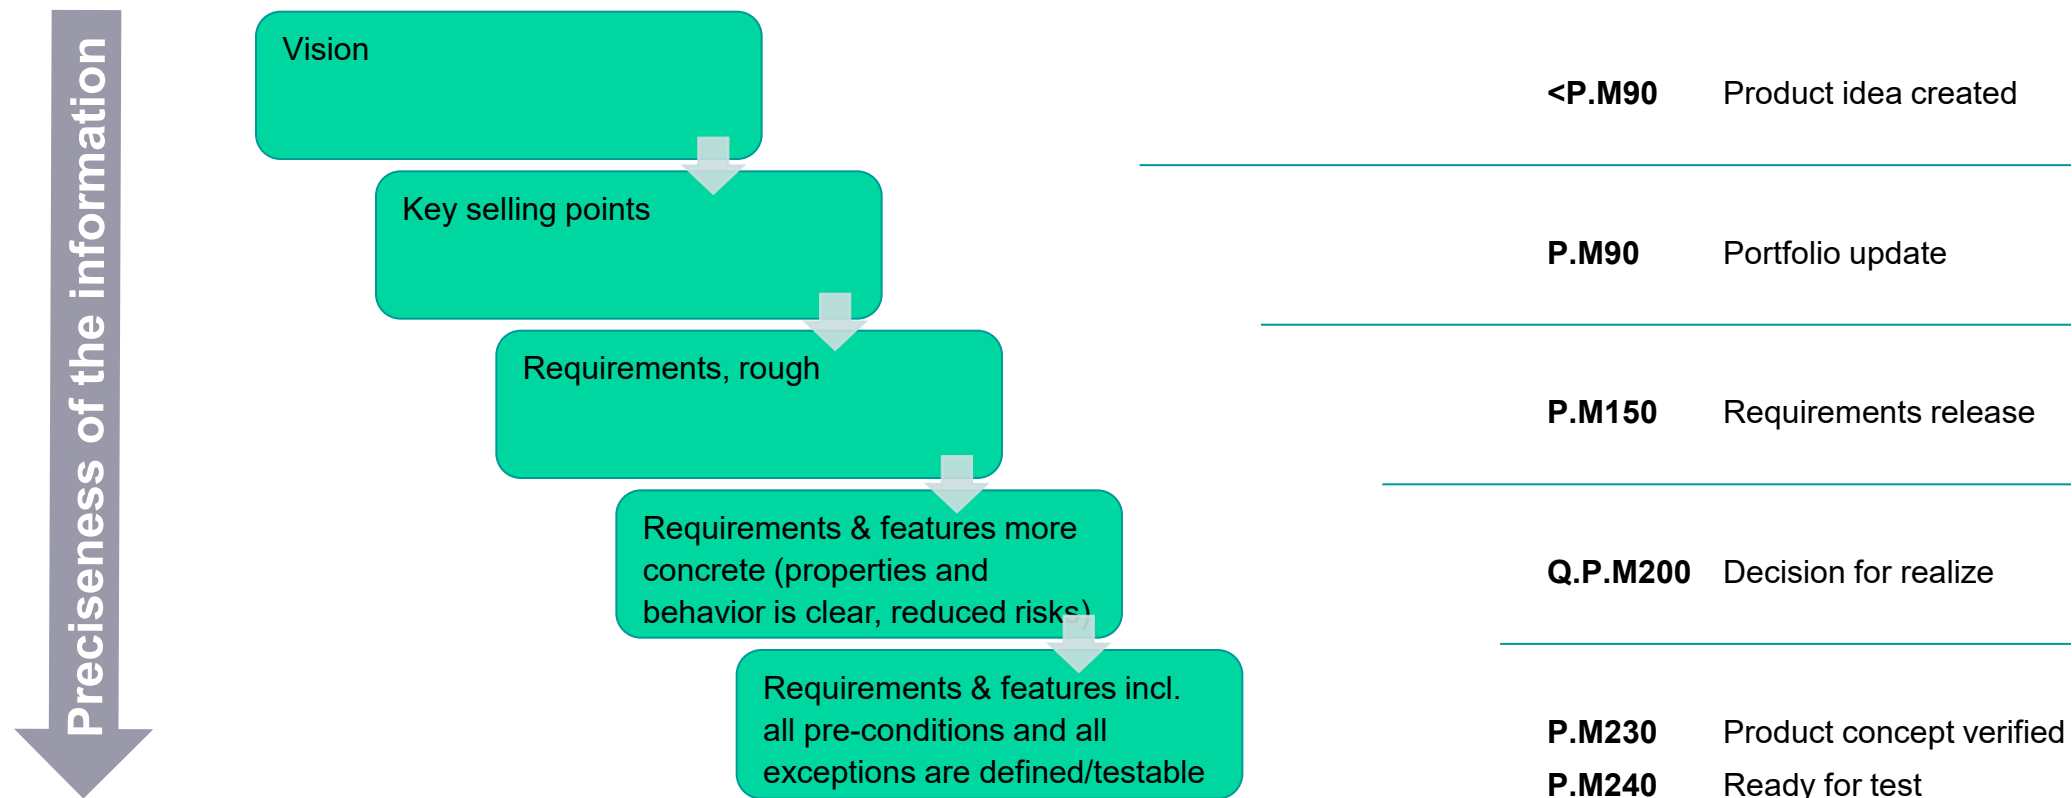 Preciseness of the information
Vision
<P.M90 Product idea created
Key selling points
P.M90 Portfolio update
Requirements, rough
P.M150 Requirements release
Requirements & features more
concrete (properties and
behavior is clear, reduced risks)
Q.P.M200 Decision for realize
Requirements & features incl.
all pre-conditions and all
exceptions are defined/testable
P.M230 Product concept verified
P.M240 Ready for test